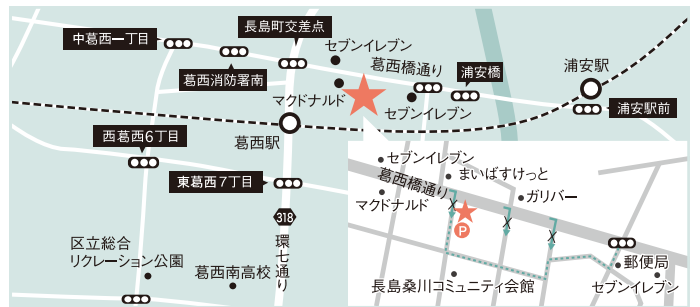 長島町交差点
中葛西一丁目
セブンイレブン
葛西橋通り
浦安駅
葛西消防署南
浦安橋
マクドナルド
セブンイレブン
浦安駅前
葛西駅
西葛西6丁目
東葛西7丁目
318
環七通り
区立総合
リクレーション公園
葛西南高校
セブンイレブン
まいばすけっと
葛西橋通り
ガリバー
マクドナルド
X
P
X
X
郵便局
長島桑川コミュニティ会館
セブンイレブン